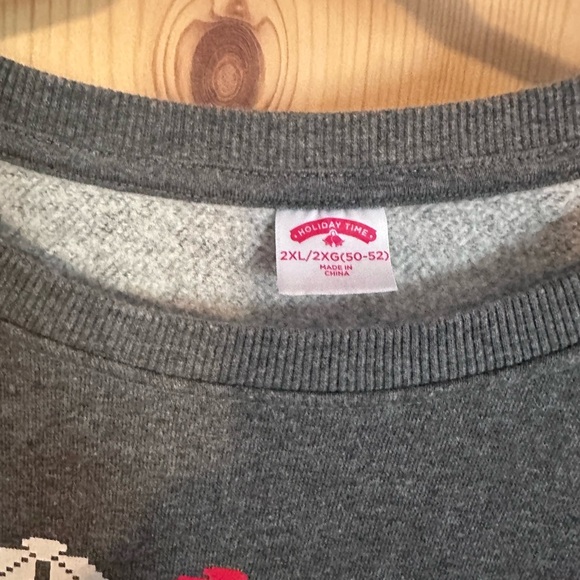 HOLIDAY TIME
2XL/2XG(50-52)
MADE IN
CHINA